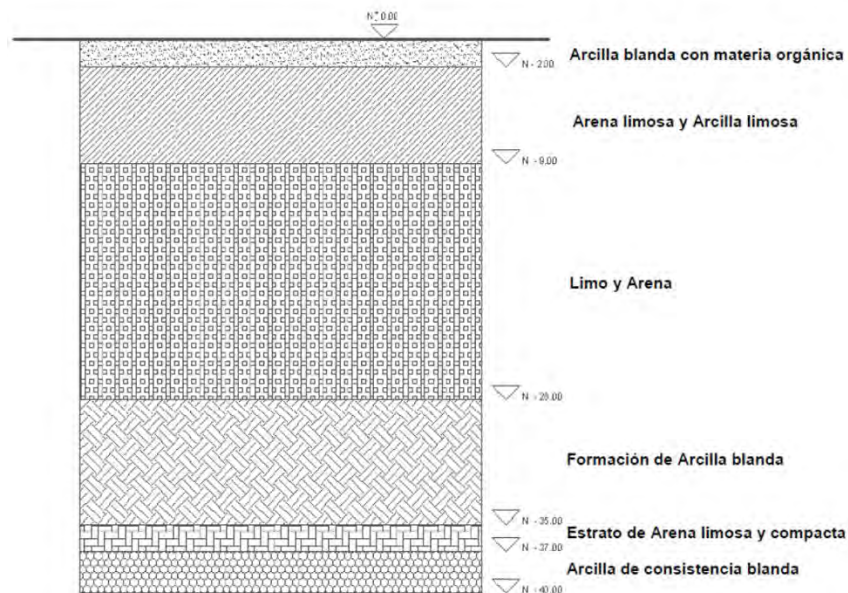 N± 0.00
Arcilla blanda con materia orgánica
N - 2.00
Arena limosa y Arcilla limosa
N - 9.00
Limo y Arena
N - 26.00
Formación de Arcilla blanda
N - 35.00
Estrato de Arena limosa y compacta
N - 37.00
Arcilla de consistencia blanda
N - 40.00